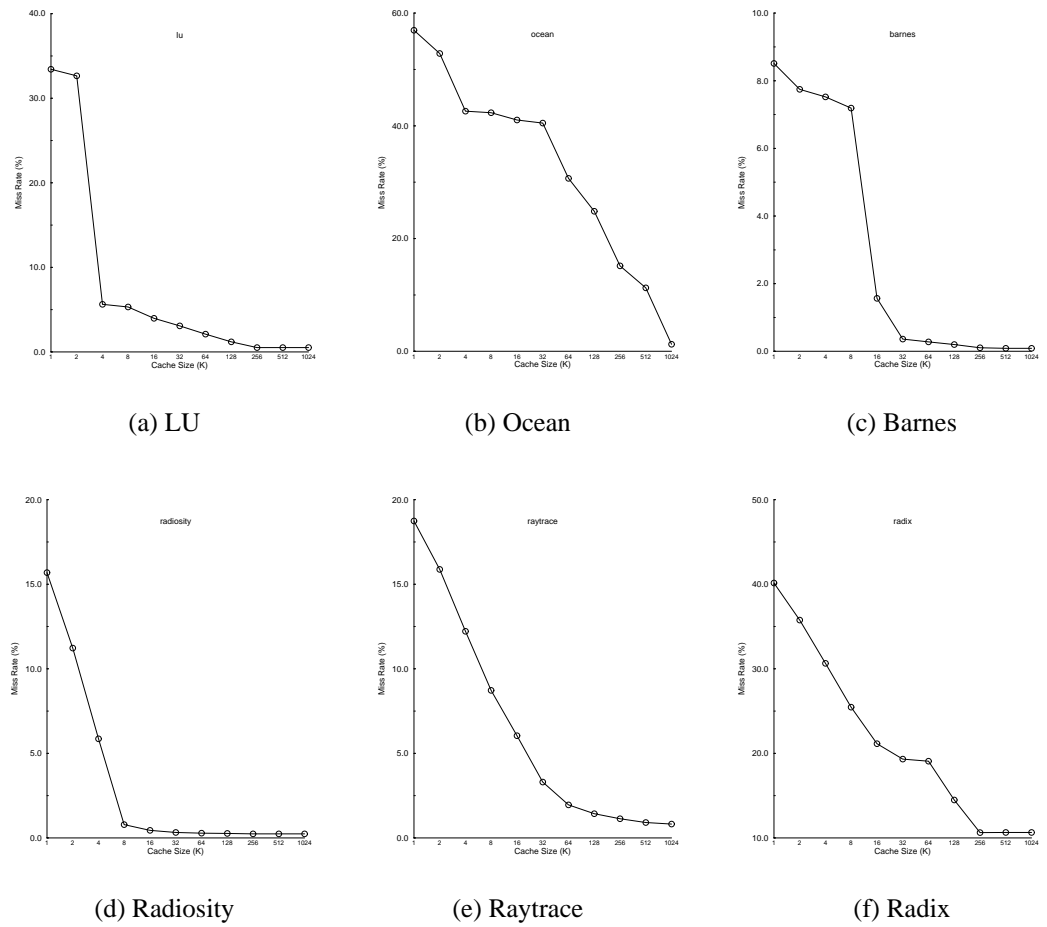 lu
40.0
30.0
20.0
10.0
0.0
Miss Rate (%)
1 2 4 8 16 32 64 128 256 512 1024
Cache Size (K)
(a) LU
ocean
60.0
40.0
20.0
0.0
Miss Rate (%)
1 2 4 8 16 32 64 128 256 512 1024
Cache Size (K)
(b) Ocean
barnes
10.0
8.0
6.0
4.0
2.0
0.0
Miss Rate (%)
1 2 4 8 16 32 64 128 256 512 1024
Cache Size (K)
(c) Barnes
radiosity
20.0
15.0
10.0
5.0
0.0
Miss Rate (%)
1 2 4 8 16 32 64 128 256 512 1024
Cache Size (K)
(d) Radiosity
raytrace
20.0
15.0
10.0
5.0
0.0
Miss Rate (%)
1 2 4 8 16 32 64 128 256 512 1024
Cache Size (K)
(e) Raytrace
radix
50.0
40.0
30.0
20.0
10.0
Miss Rate (%)
1 2 4 8 16 32 64 128 256 512 1024
Cache Size (K)
(f) Radix